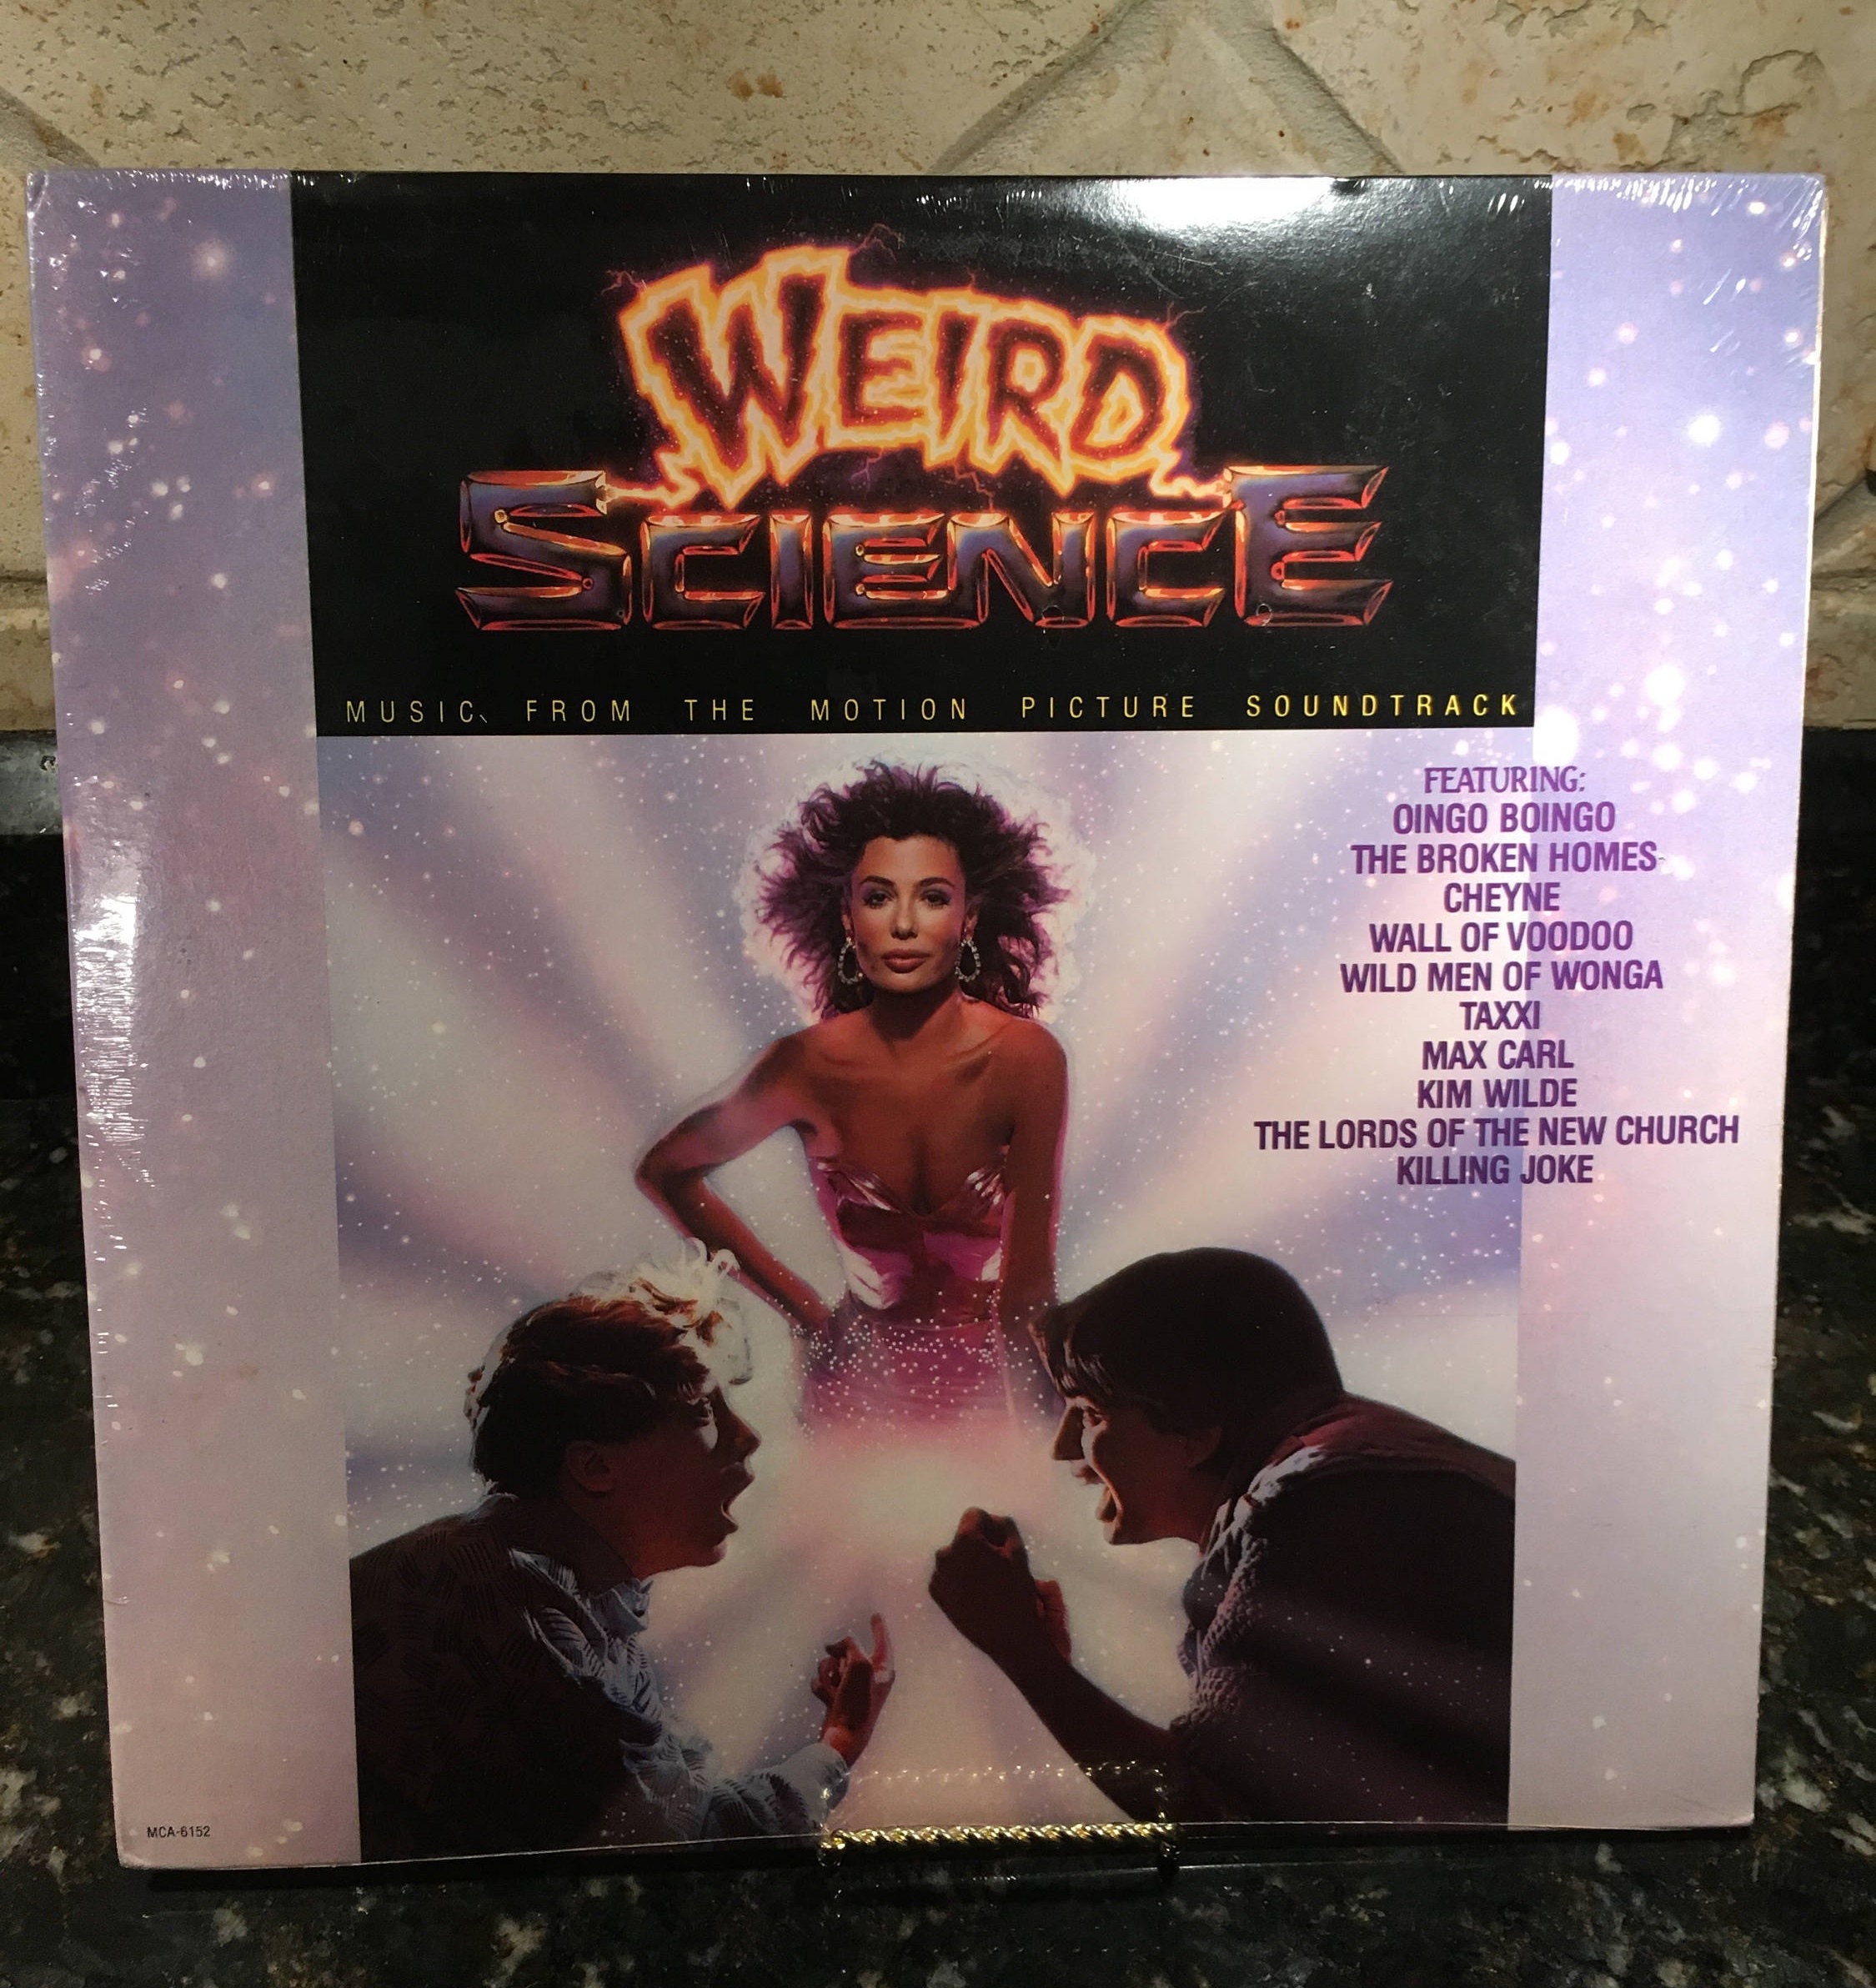 WEIRD
SCIENCE
MUSIC FROM THE MOTION PICTURE SOUNDTRACK
FEATURING:
OINGO BOINGO
THE BROKEN HOMES
CHEYNE
WALL OF VOODOO
WILD MEN OF WONGA
TAXXI
MAX CARL
KIM WILDE
THE LORDS OF THE NEW CHURCH
KILLING JOKE
MCA-6152